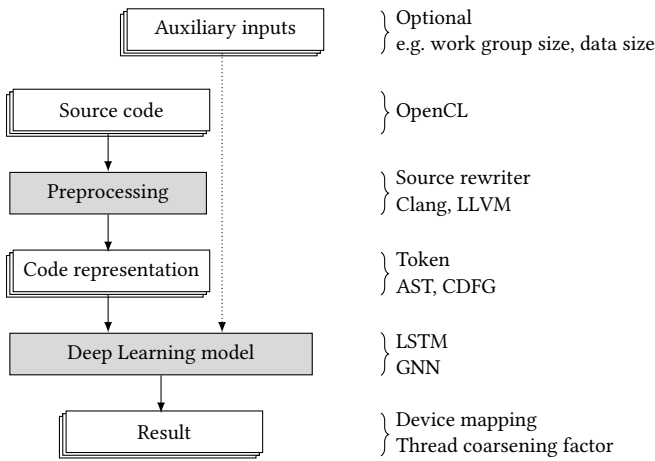 Auxiliary inputs
Optional
e.g. work group size, data size
Source code
OpenCL
Preprocessing
Source rewriter
Clang, LLVM
Code representation
Token
AST, CDFG
Deep Learning model
LSTM
GNN
Result
Device mapping
Thread coarsening factor